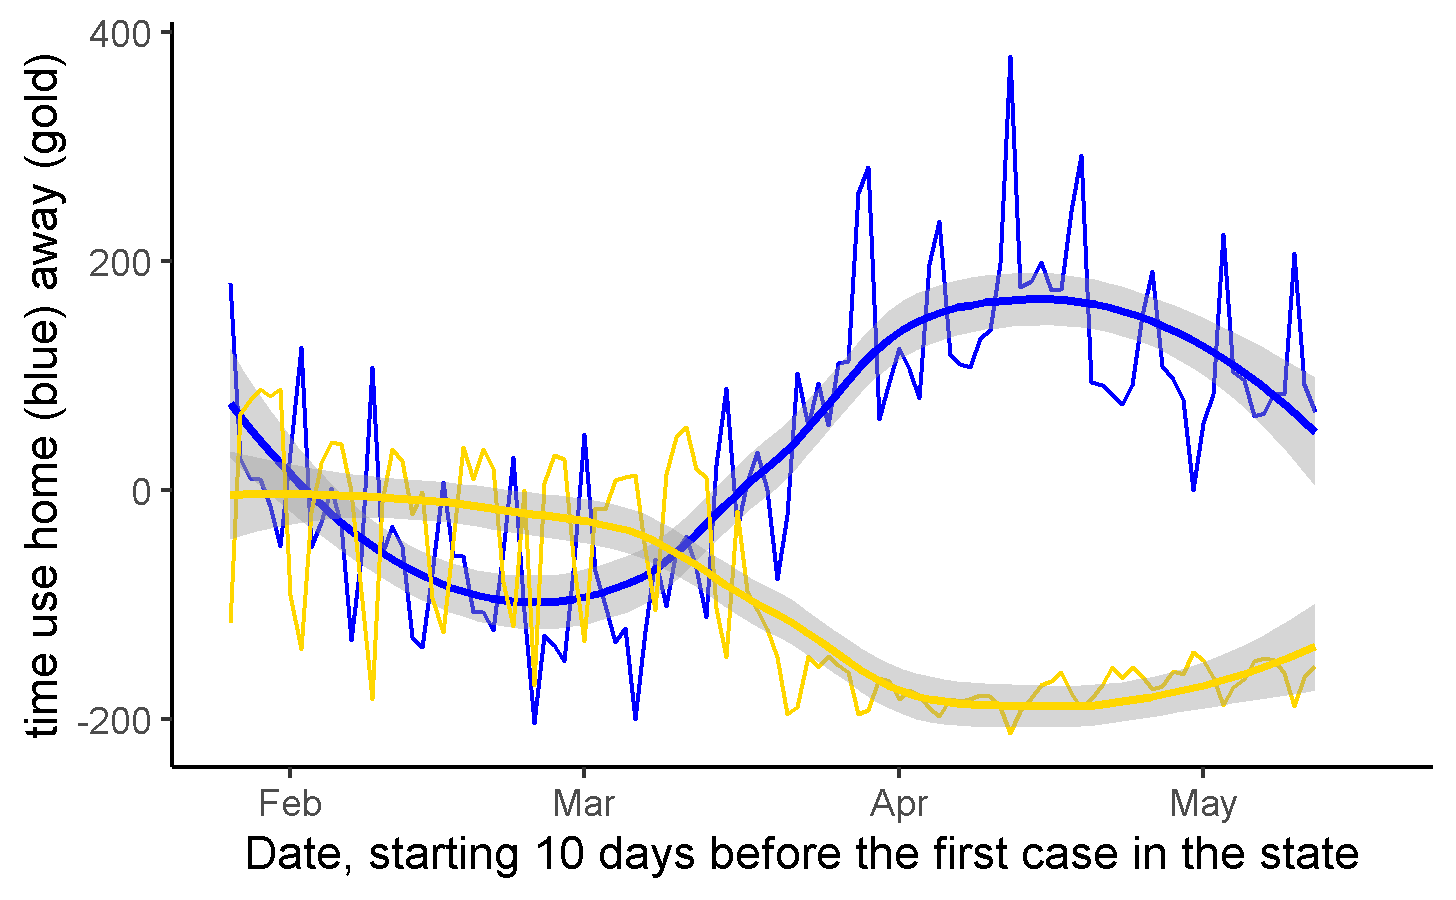 time use home (blue) away (gold)
400
200
0
-200
Feb Mar Apr May
Date, starting 10 days before the first case in the state